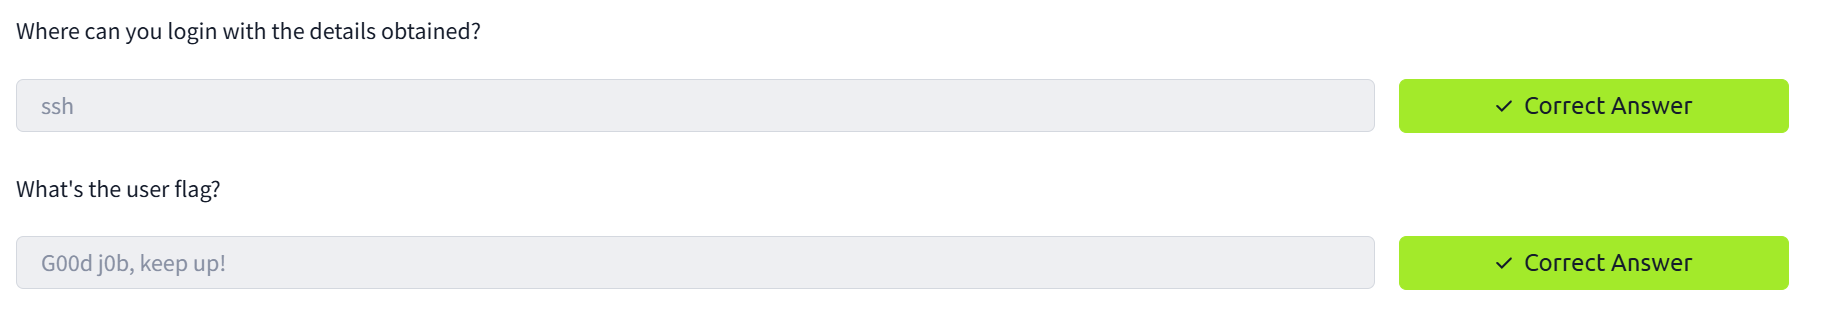 Where can you login with the details obtained?
ssh
Correct Answer
What's the user flag?
G00d j0b, keep up!
Correct Answer